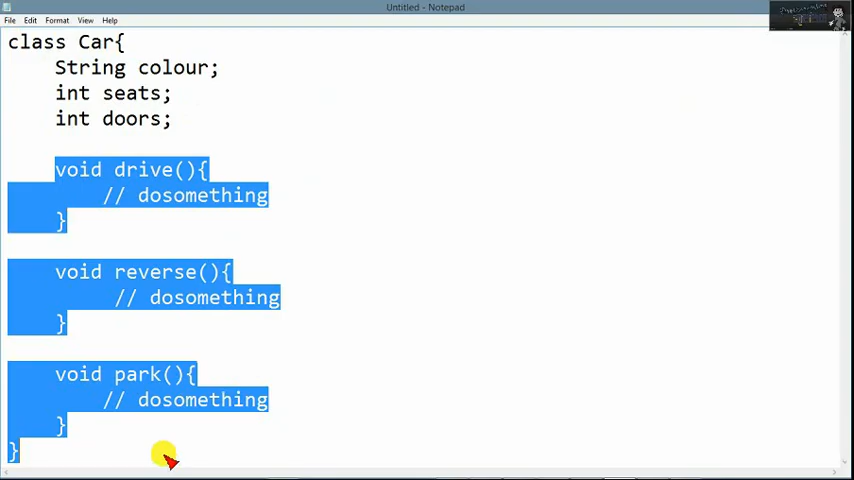 Untitled - Notepad
File Edit Format View Help
class Car{
String colour;
int seats;
int doors;
void drive(){
// dosomething
}
void reverse(){
// dosomething
}
void park(){
// dosomething
}
}